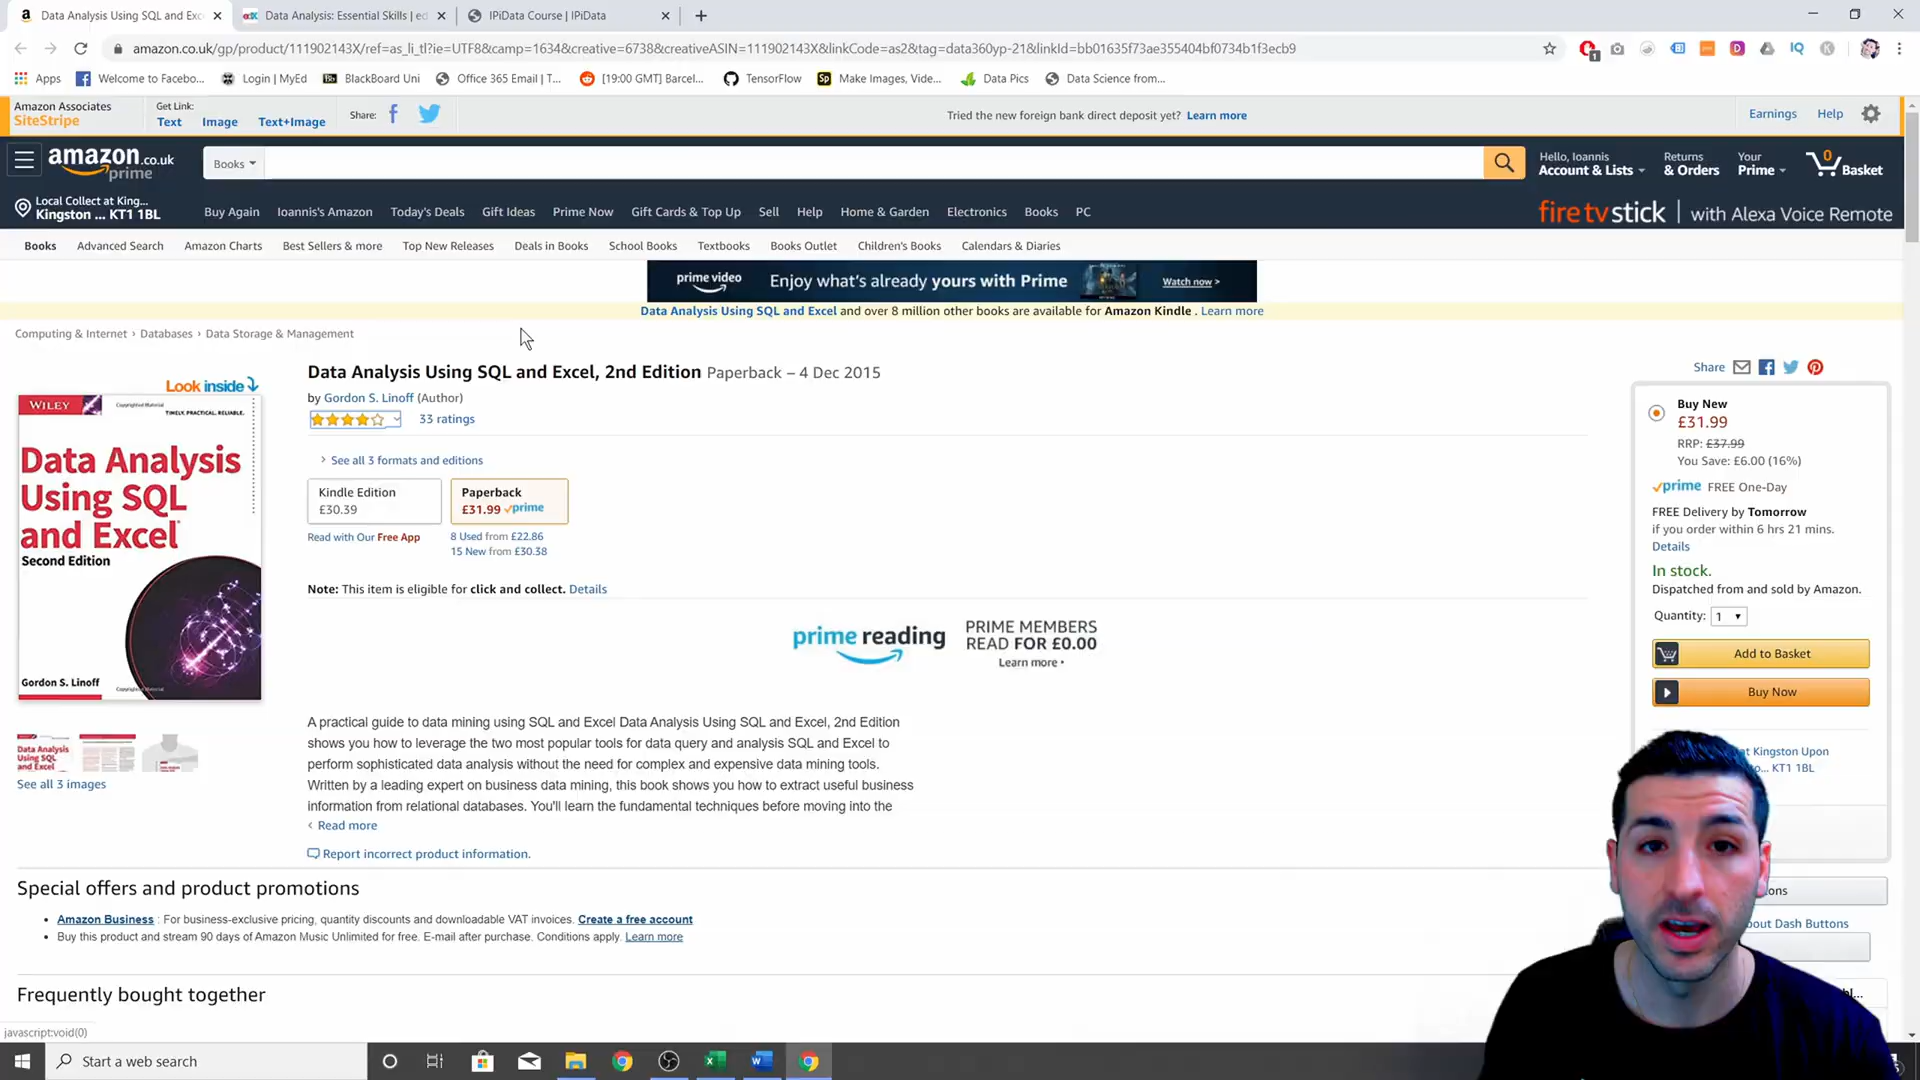 Data Analysis Using SQL and Exc
Data Analysis: Essential Skills | ed
IPiData Course | IPiData
amazon.co.uk/gp/product/111902143X/ref=as_li_tl?ie=UTF8&camp=1634&creative=6738&creativeASIN=111902143X&linkCode=as2&tag=data360yp-21&linkId=bb01635f73ae355404bf0734b1f3ecb9
Apps
Welcome to Facebo...
Login | MyEd
BlackBoard Uni
Office 365 Email | T...
[19:00 GMT] Barcel...
TensorFlow
Make Images, Vide...
Data Pics
Data Science from...
Amazon Associates
SiteStripe
Get Link:
Text Image Text+Image
Share:
Tried the new foreign bank direct deposit yet? Learn more
Earnings Help
amazon.co.uk
prime
Books
Hello, Ioannis
Account & Lists
Returns
& Orders
Your
Prime
0
Basket
Local Collect at King...
Kingston ... KT1 1BL
Buy Again Ioannis's Amazon Today's Deals Gift Ideas Prime Now Gift Cards & Top Up Sell Help Home & Garden Electronics Books PC
fire tv stick | with Alexa Voice Remote
Books Advanced Search Amazon Charts Best Sellers & more Top New Releases Deals in Books School Books Textbooks Books Outlet Children's Books Calendars & Diaries
prime video Enjoy what's already yours with Prime Watch now >
Data Analysis Using SQL and Excel and over 8 million other books are available for Amazon Kindle . Learn more
Computing & Internet › Databases › Data Storage & Management
Look inside
WILEY
TIMELY. PRACTICAL. RELIABLE.
Data Analysis
Using SQL
and Excel
Second Edition
Gordon S. Linoff
Copyrighted Material
Data Analysis
Using SQL
and Excel
See all 3 images
Data Analysis Using SQL and Excel, 2nd Edition Paperback – 4 Dec 2015
by Gordon S. Linoff (Author)
33 ratings
› See all 3 formats and editions
Kindle Edition
£30.39
Paperback
£31.99 prime
Read with Our Free App
8 Used from £22.86
15 New from £30.38
Note: This item is eligible for click and collect. Details
prime reading
PRIME MEMBERS
READ FOR £0.00
Learn more
A practical guide to data mining using SQL and Excel Data Analysis Using SQL and Excel, 2nd Edition
shows you how to leverage the two most popular tools for data query and analysis SQL and Excel to
perform sophisticated data analysis without the need for complex and expensive data mining tools.
Written by a leading expert on business data mining, this book shows you how to extract useful business
information from relational databases. You'll learn the fundamental techniques before moving into the
‹ Read more
Report incorrect product information.
Share
Buy New
£31.99
RRP: £37.99
You Save: £6.00 (16%)
prime FREE One-Day
FREE Delivery by Tomorrow
if you order within 6 hrs 21 mins.
Details
In stock.
Dispatched from and sold by Amazon.
Quantity: 1
Add to Basket
Buy Now
at Kingston Upon
to... KT1 1BL
ons
bout Dash Buttons
Special offers and product promotions
• Amazon Business : For business-exclusive pricing, quantity discounts and downloadable VAT invoices. Create a free account
• Buy this product and stream 90 days of Amazon Music Unlimited for free. E-mail after purchase. Conditions apply. Learn more
Frequently bought together
javascript:void(0)
Start a web search